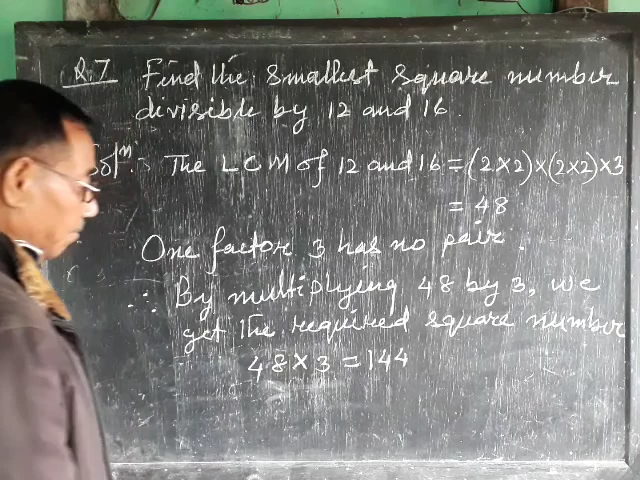 Q.7 Find the smallest square number
divisible by 12 and 16.
Solⁿ:- The LCM of 12 and 16 = (2×2)×(2×2)×3
= 48
One factor 3 has no pair.
∴ By multiplying 48 by 3, we
get the required square number
48×3 = 144